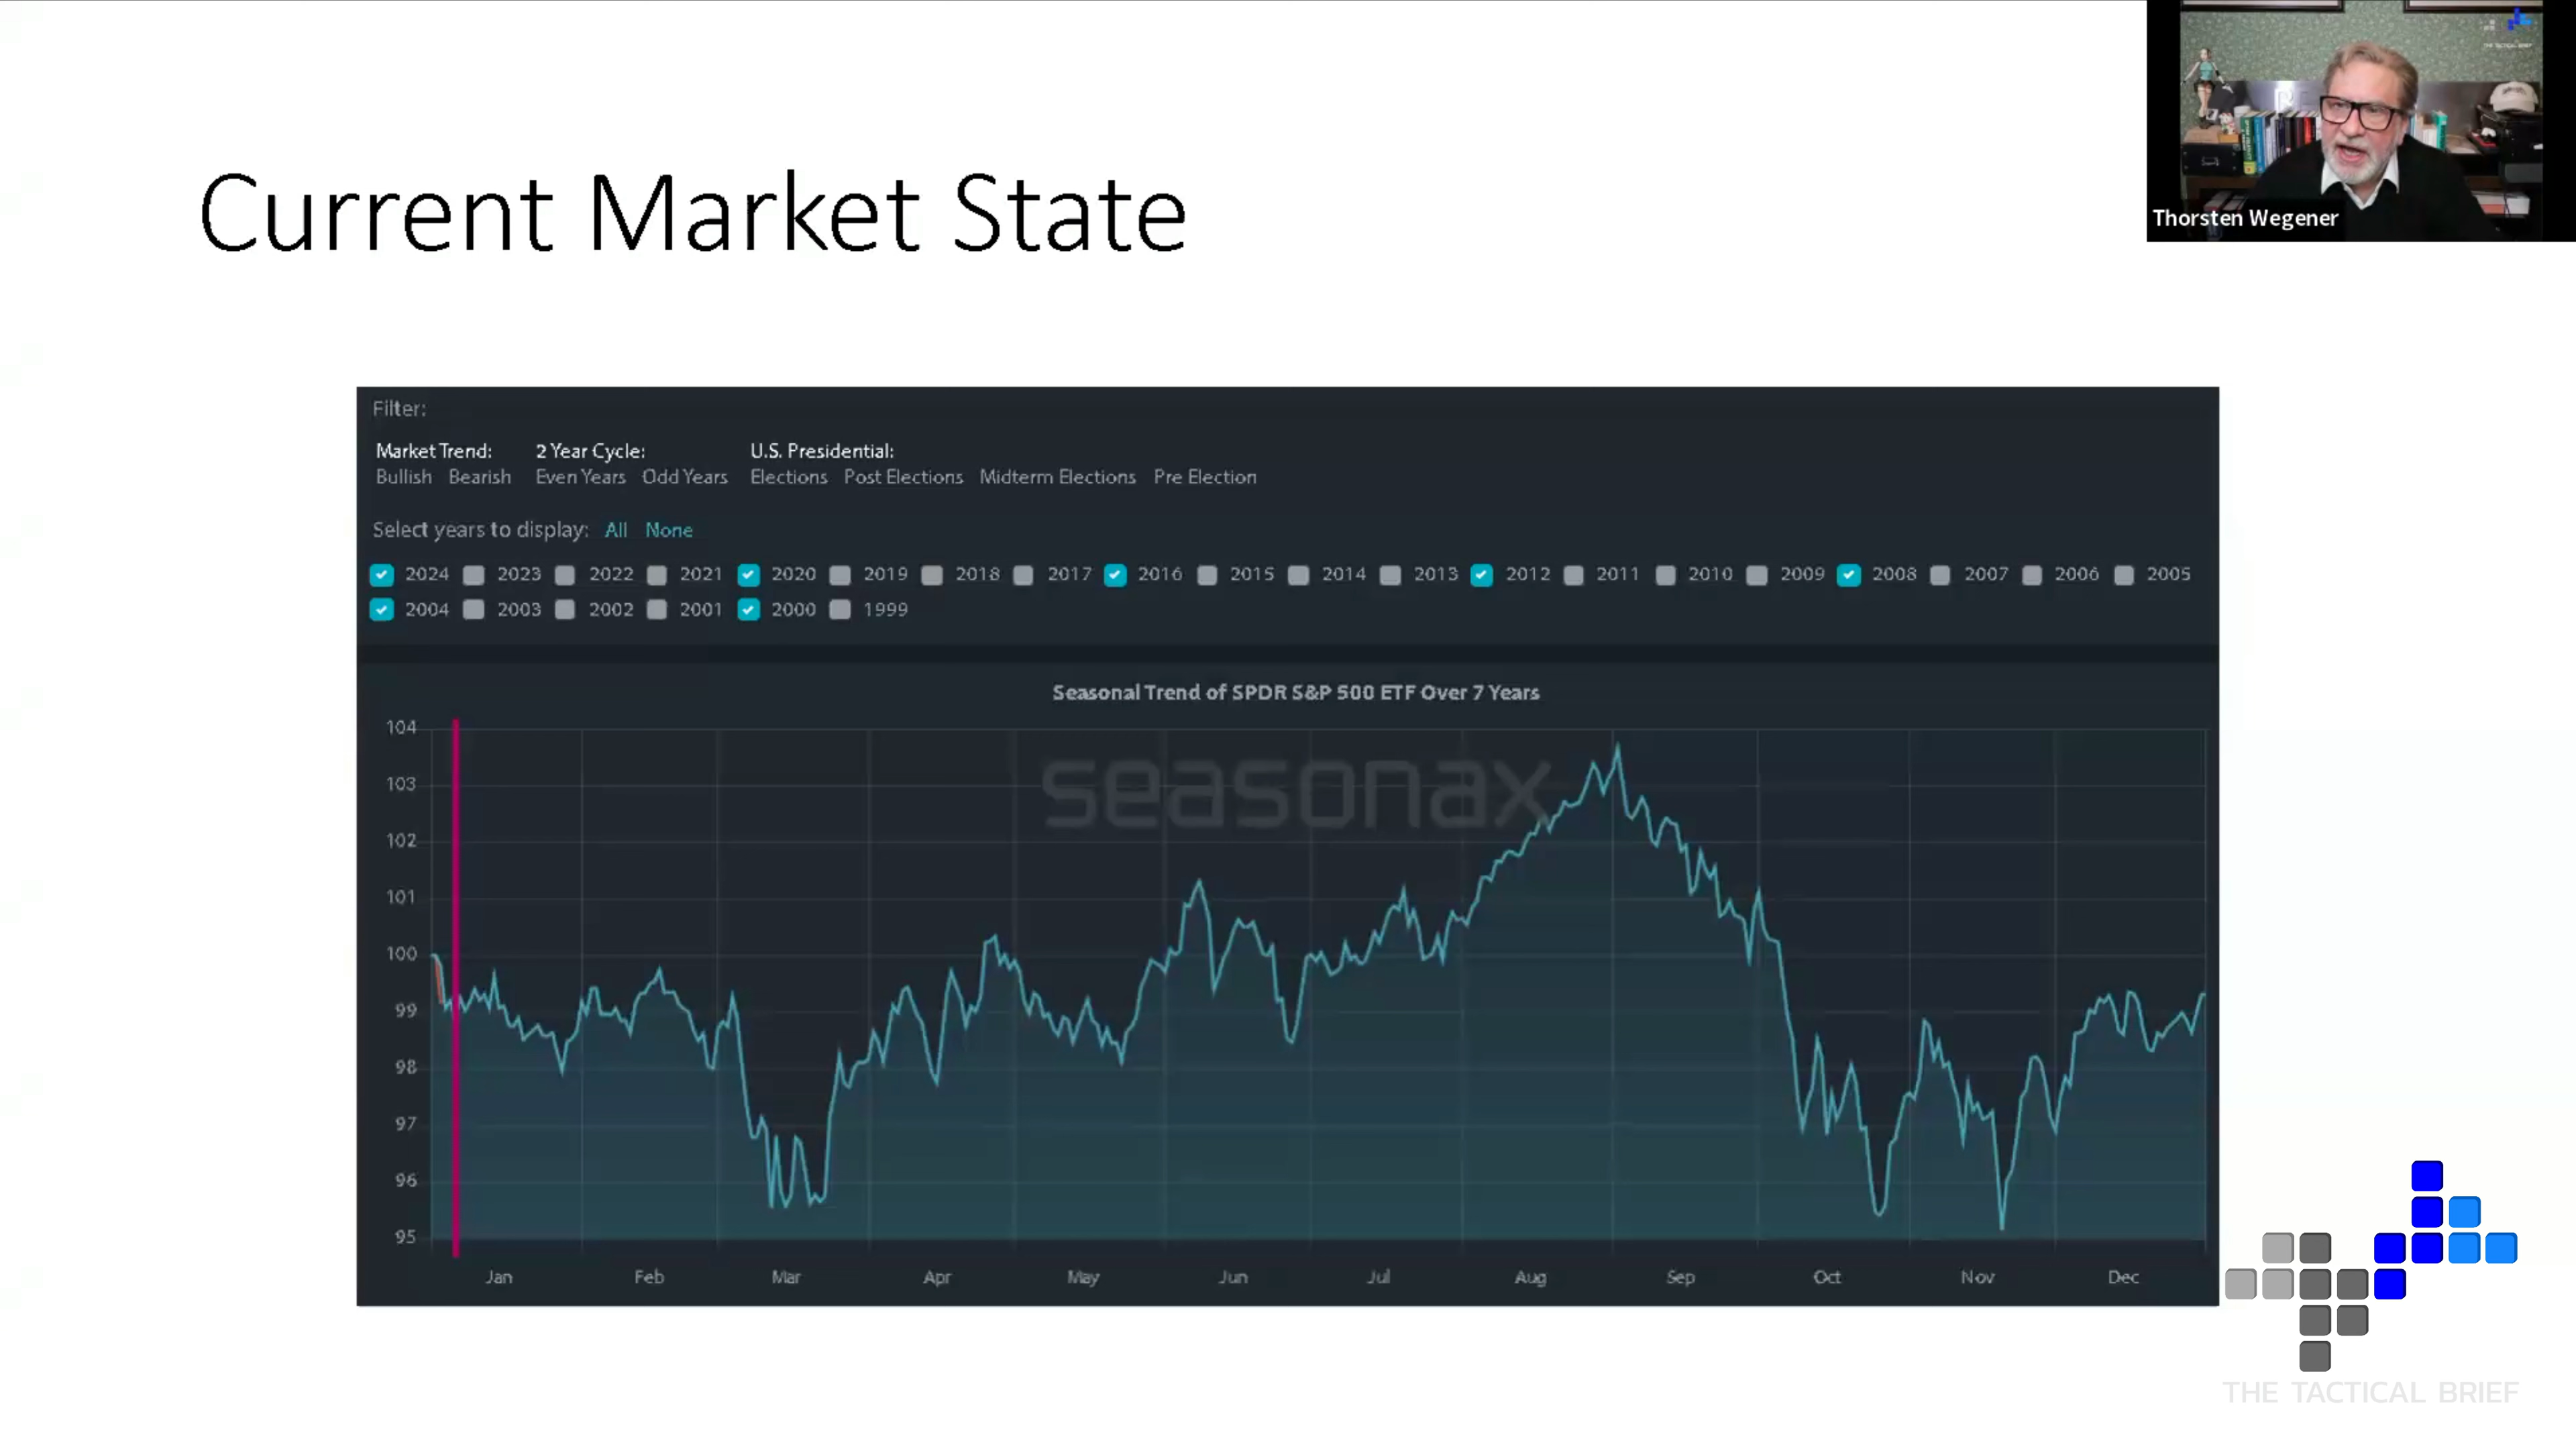 Current Market State
Thorsten Wegener
Filter:
Market Trend: 2 Year Cycle: U.S. Presidential:
Bullish Bearish Even Years Odd Years Elections Post Elections Midterm Elections Pre Election
Select years to display: All None
2024 2023 2022 2021 2020 2019 2018 2017 2016 2015 2014 2013 2012 2011 2010 2009 2008 2007 2006 2005
2004 2003 2002 2001 2000 1999
Seasonal Trend of SPDR S&P 500 ETF Over 7 Years
seasonax
104
103
102
101
100
99
98
97
96
95
Jan Feb Mar Apr May Jun Jul Aug Sep Oct Nov Dec
THE TACTICAL BRIEF